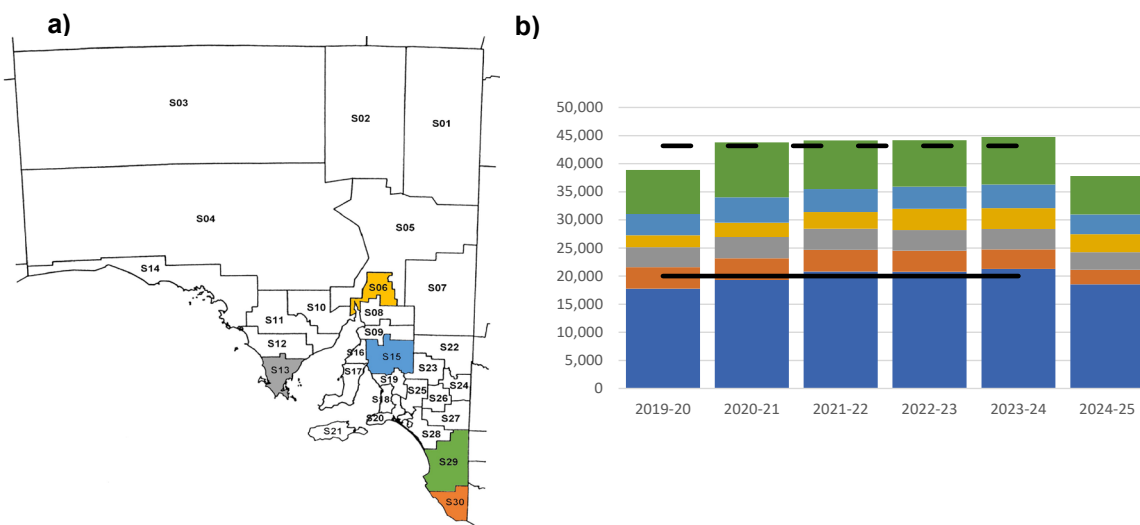 a)
b)
S03
S02
S01
S04
S05
S14
S06
S07
S10
S08
S11
S09
S12
S16
S15
S22
S13
S17
S23
S19
S24
S25
S18
S26
S20
S27
S21
S28
S29
S30
50,000
45,000
40,000
35,000
30,000
25,000
20,000
15,000
10,000
5,000
0
2019-20 2020-21 2021-22 2022-23 2023-24 2024-25